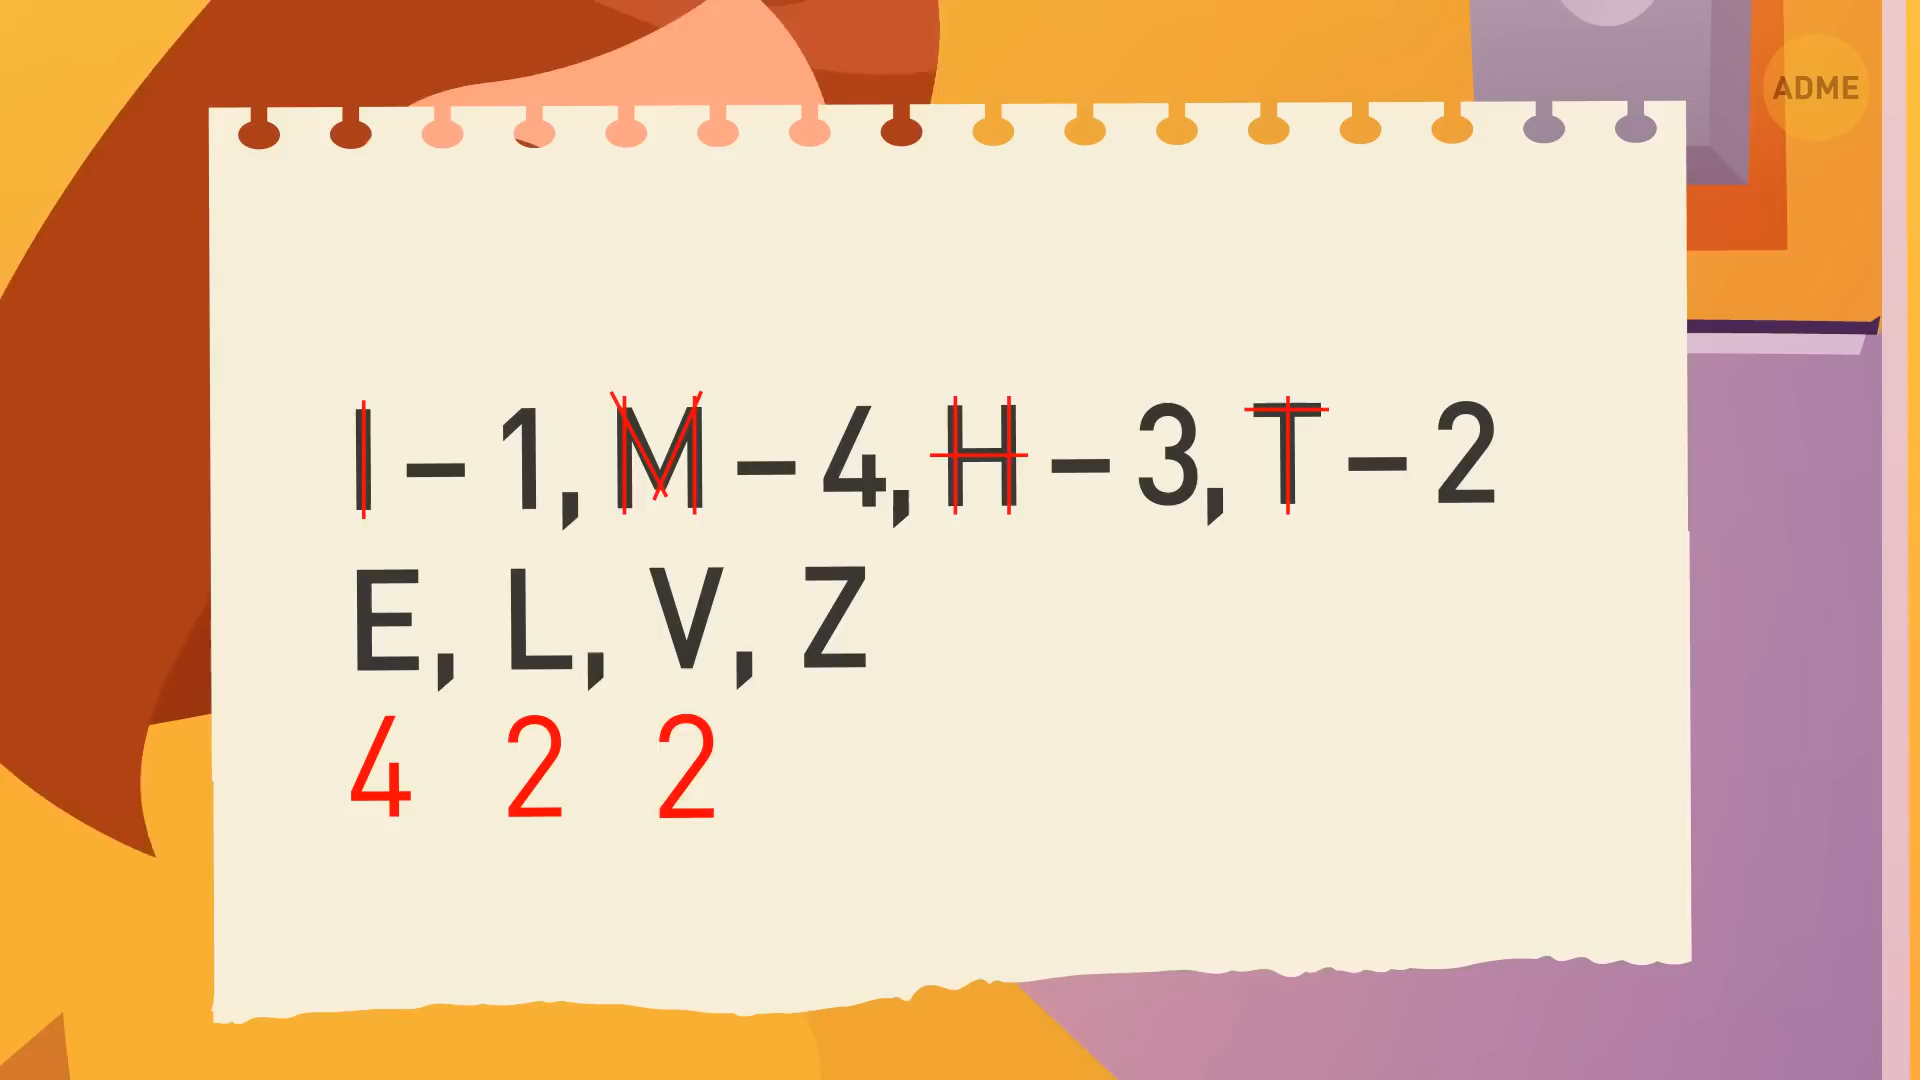 ADME
I – 1, M – 4, H – 3, T – 2
E, L, V, Z
4 2 2